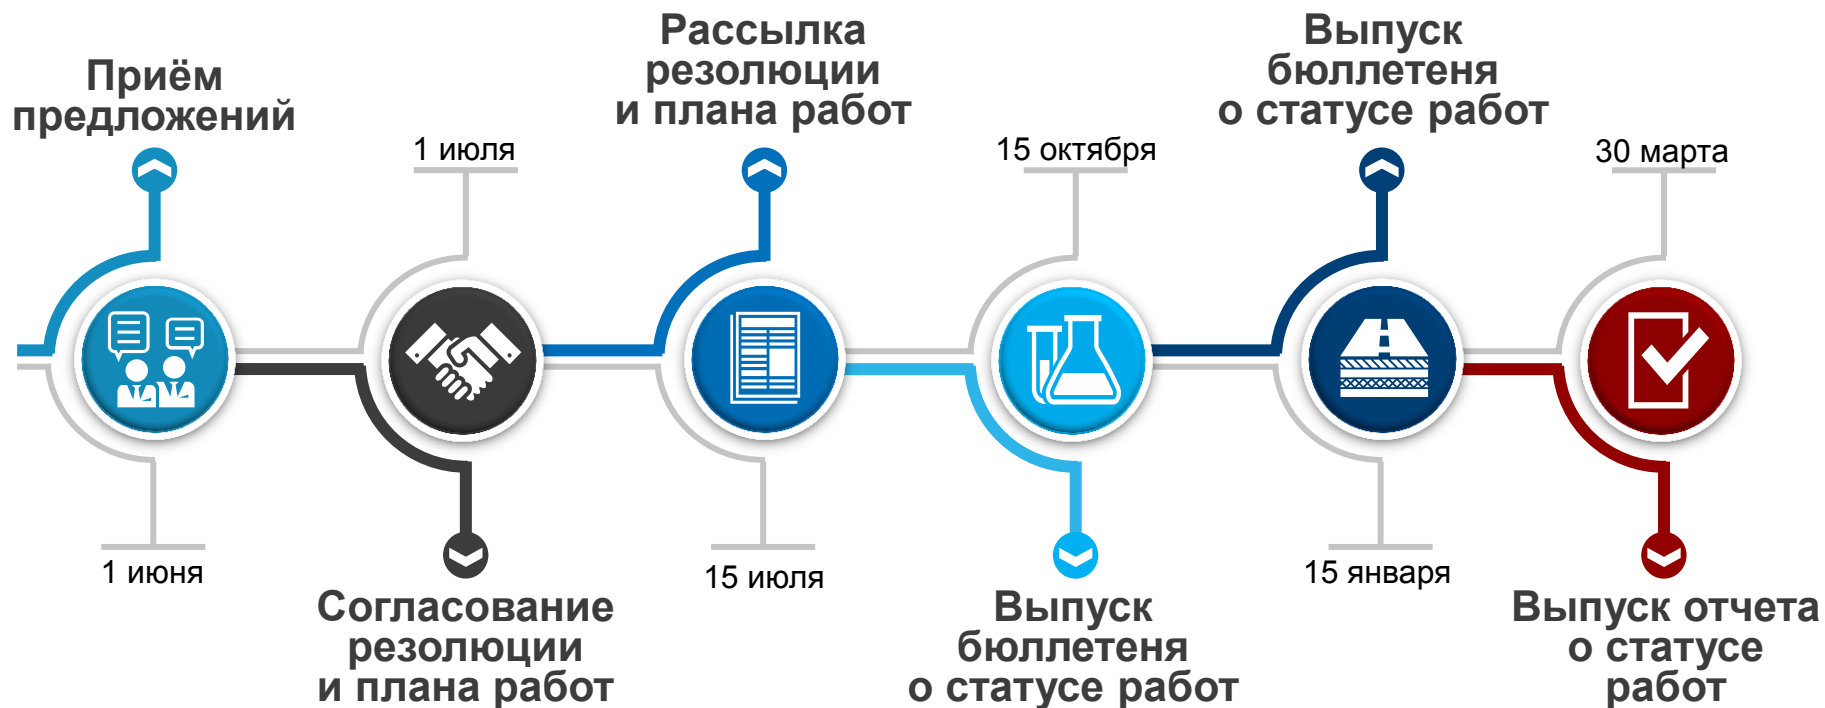 Приём
предложений
1 июня
1 июля
Согласование
резолюции
и плана работ
Рассылка
резолюции
и плана работ
15 июля
15 октября
Выпуск
бюллетеня
о статусе работ
Выпуск
бюллетеня
о статусе работ
15 января
30 марта
Выпуск отчета
о статусе
работ